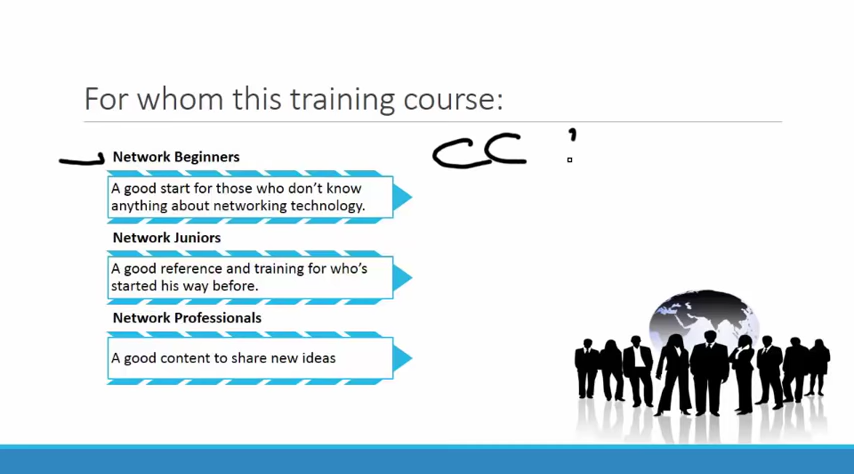 For whom this training course:
Network Beginners
CC
A good start for those who don't know
anything about networking technology.
Network Juniors
A good reference and training for who's
started his way before.
Network Professionals
A good content to share new ideas